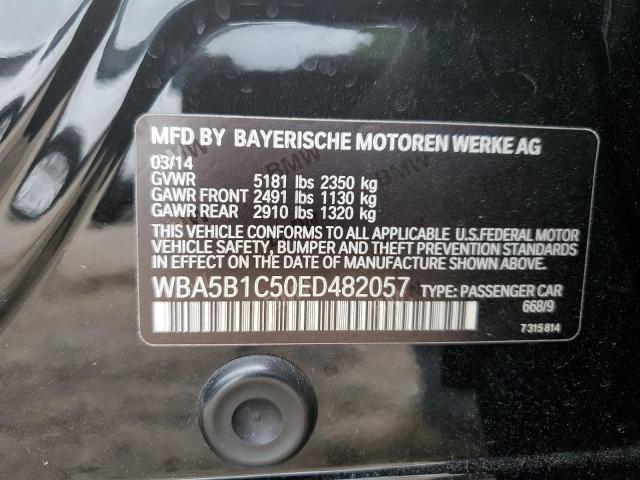 MFD BY BAYERISCHE MOTOREN WERKE AG
03/14
GVWR 5181 lbs 2350 kg
GAWR FRONT 2491 lbs 1130 kg
GAWR REAR 2910 lbs 1320 kg
THIS VEHICLE CONFORMS TO ALL APPLICABLE U.S.FEDERAL MOTOR
VEHICLE SAFETY, BUMPER AND THEFT PREVENTION STANDARDS
IN EFFECT ON THE DATE OF MANUFACTURE SHOWN ABOVE.
WBA5B1C50ED482057 TYPE: PASSENGER CAR
668/9
7 315 814